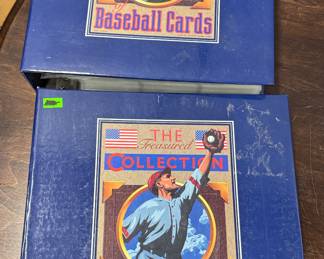 Baseball Cards
THE
Treasured
COLLECTION